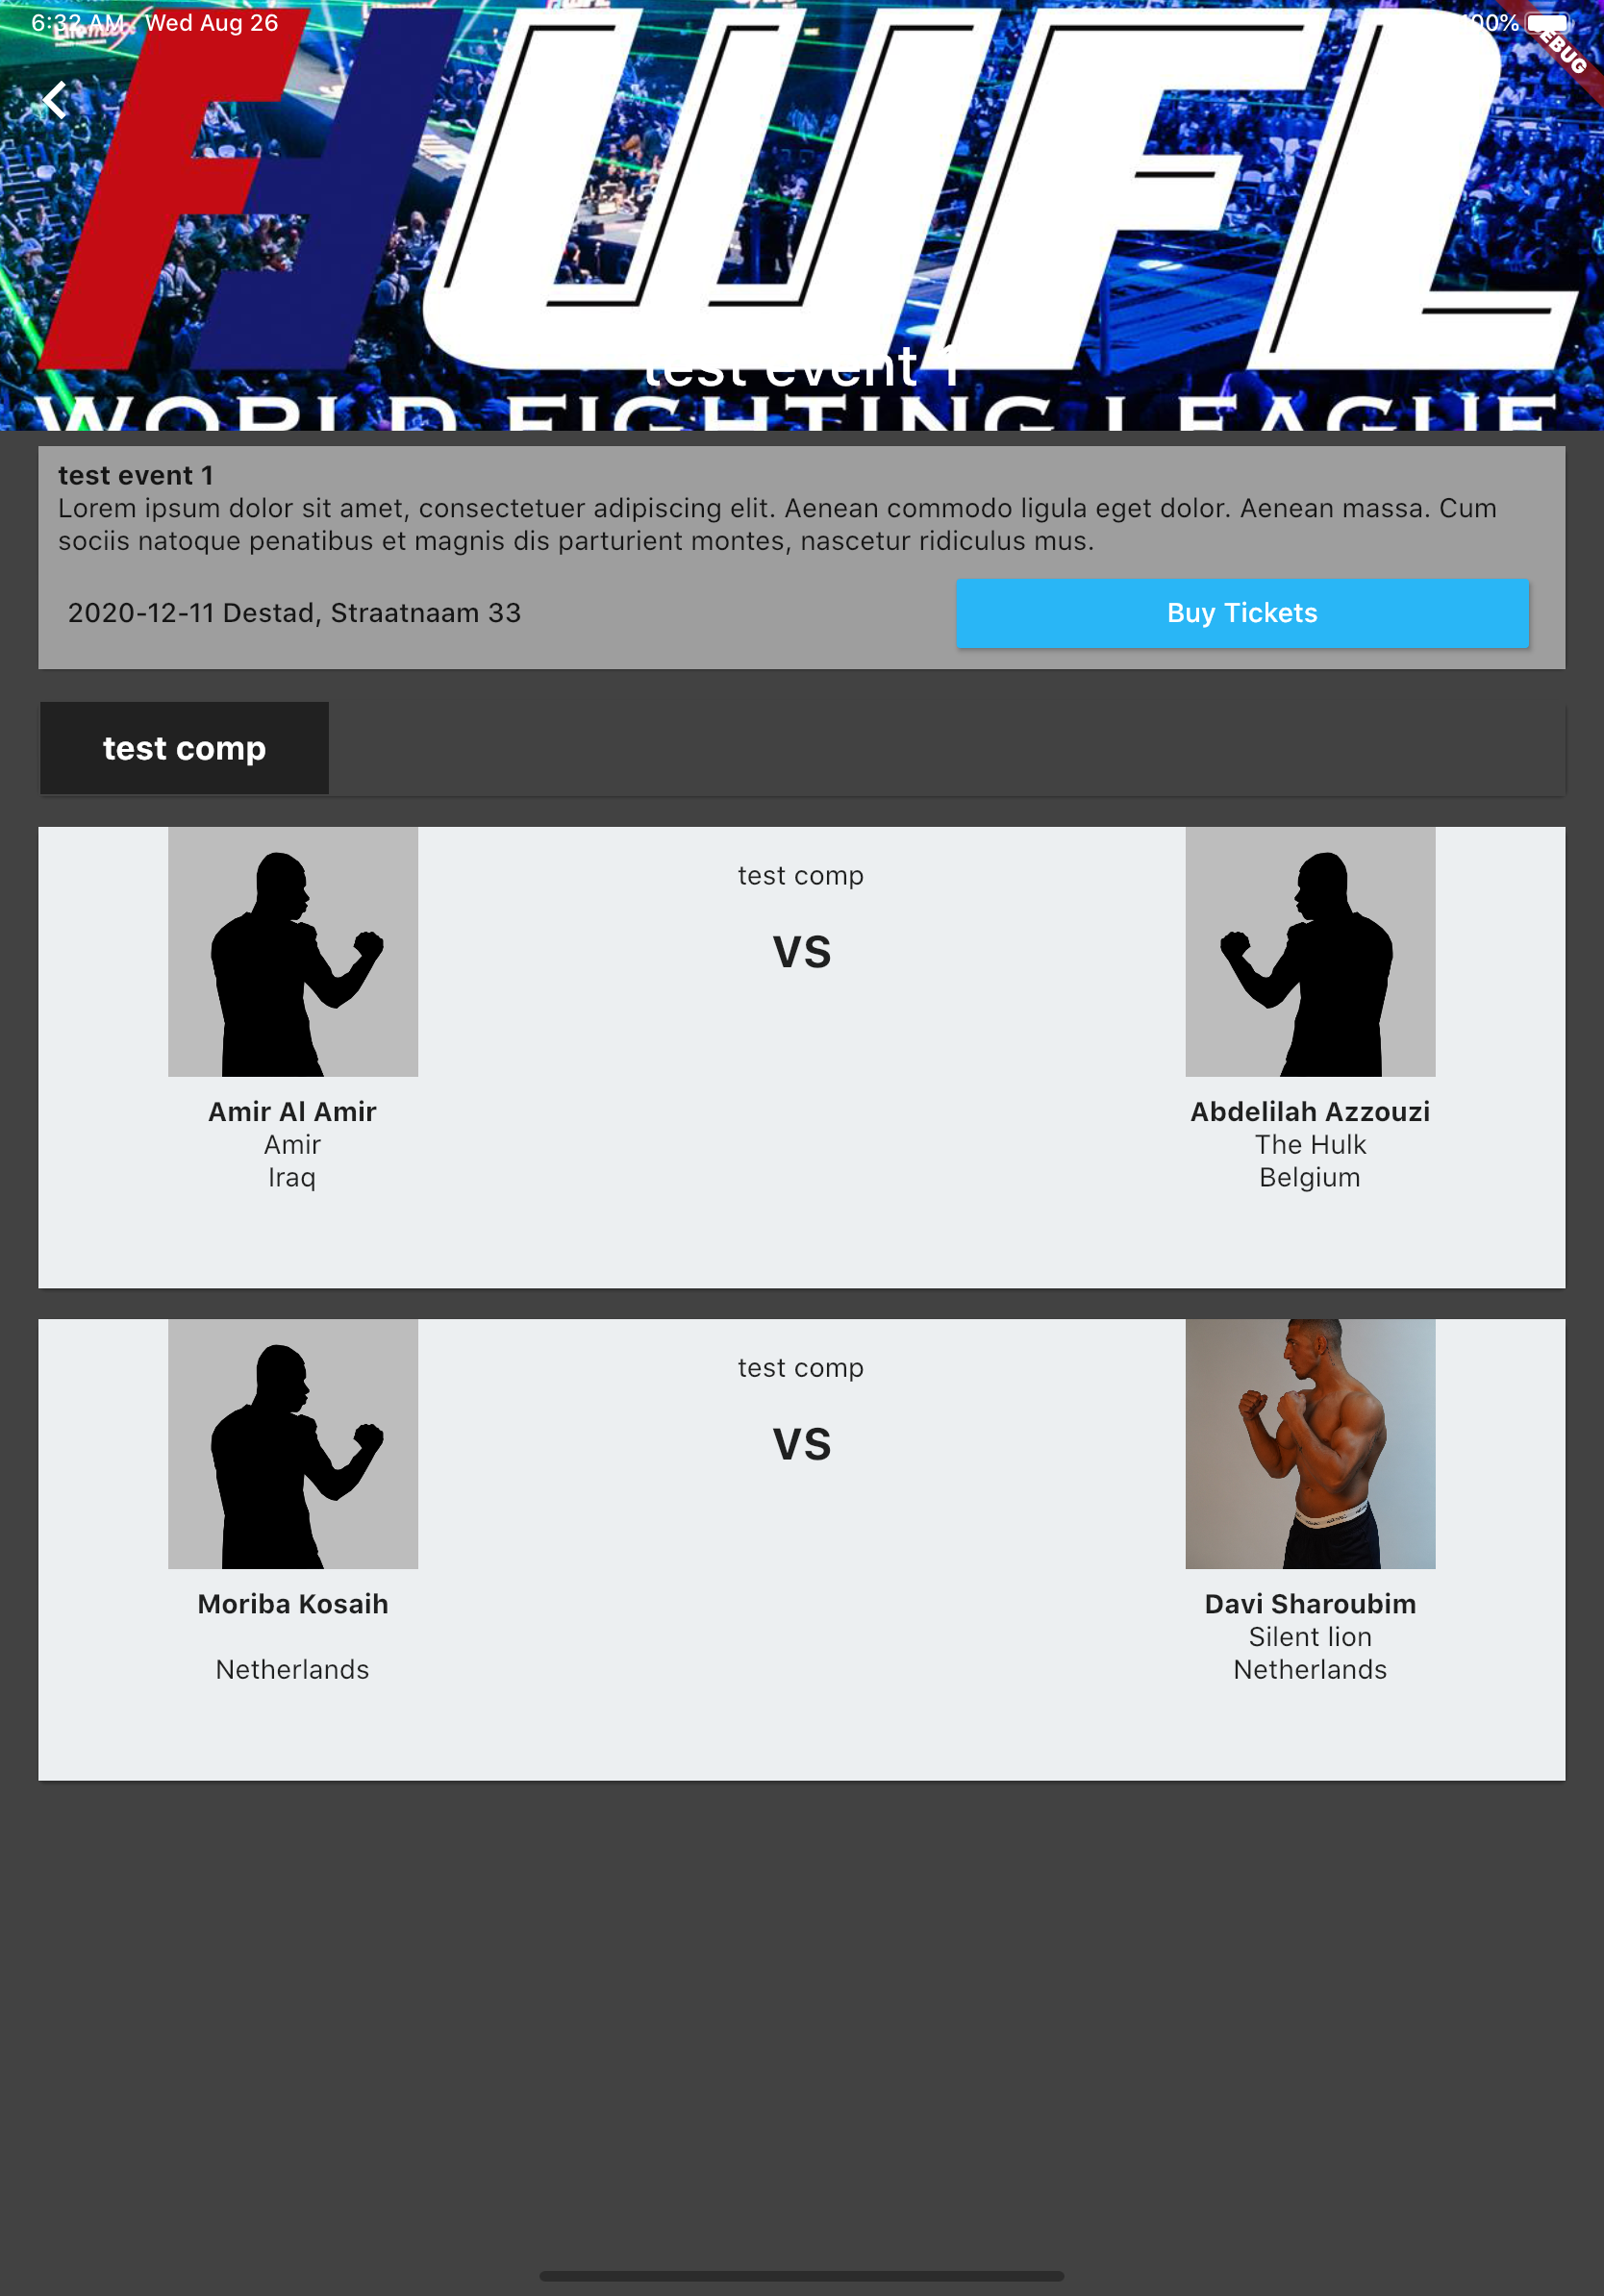 6:32 AM Wed Aug 26
00%
EBUG
WFL
test event 1
WORLD FIGHTING LEAGUE
test event 1
Lorem ipsum dolor sit amet, consectetuer adipiscing elit. Aenean commodo ligula eget dolor. Aenean massa. Cum
sociis natoque penatibus et magnis dis parturient montes, nascetur ridiculus mus.
2020-12-11 Destad, Straatnaam 33
Buy Tickets
test comp
test comp
VS
Amir Al Amir
Amir
Iraq
Abdelilah Azzouzi
The Hulk
Belgium
test comp
VS
Moriba Kosaih
Netherlands
Davi Sharoubim
Silent lion
Netherlands